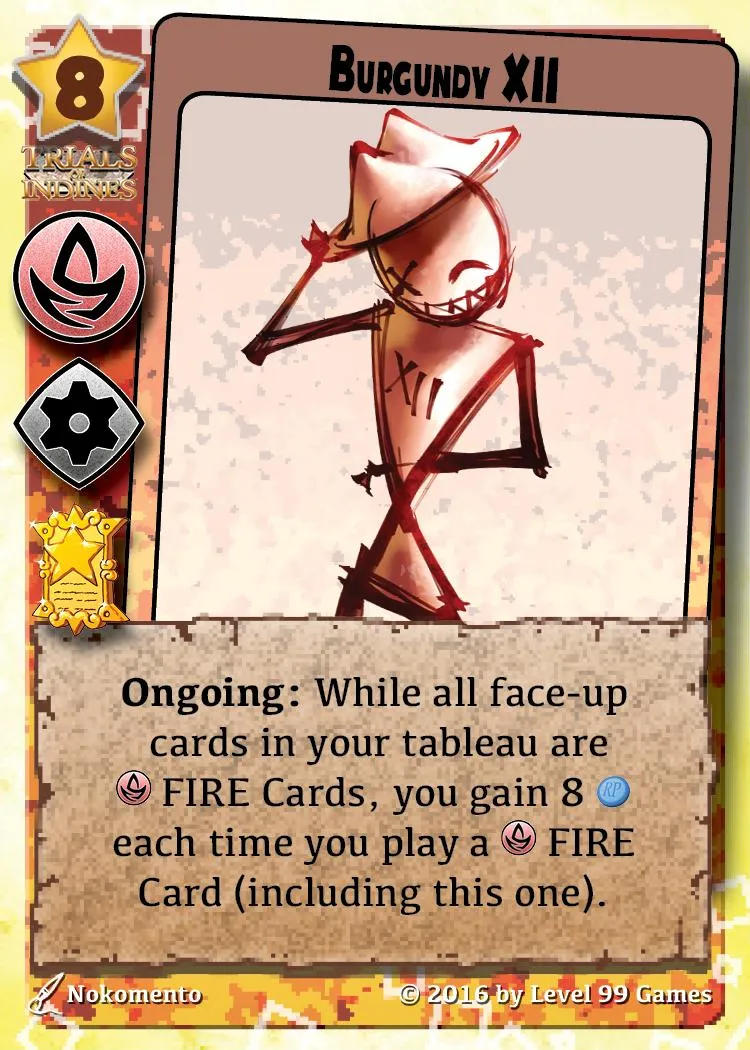 8
BURGUNDY XII
TRIALS
OF
INDINES
XII
Ongoing: While all face-up
cards in your tableau are
FIRE Cards, you gain 8 RP
each time you play a FIRE
Card (including this one).
Nokomento
© 2016 by Level 99 Games